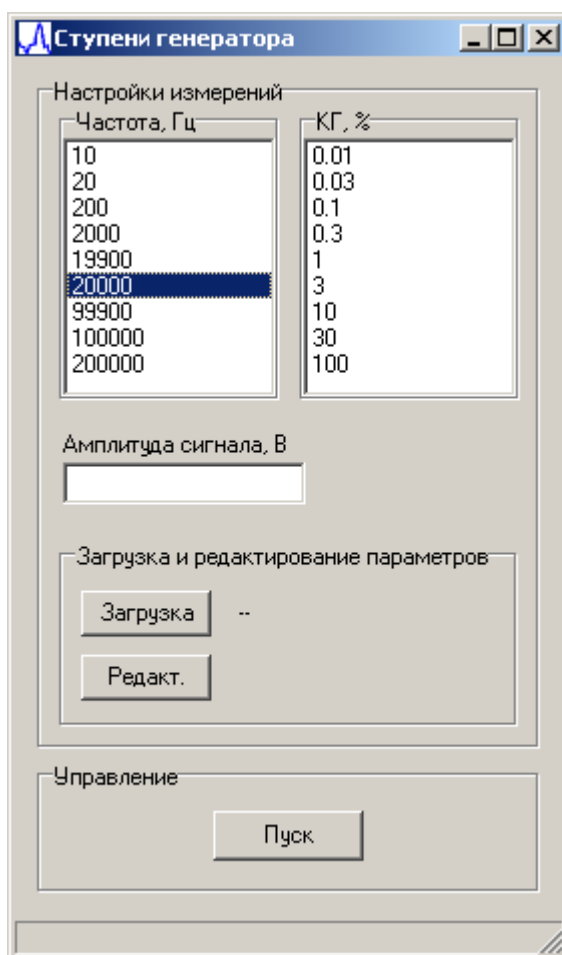 Ступени генератора
Настройки измерений
Частота, Гц
10
20
200
2000
19900
20000
99900
100000
200000
КГ, %
0.01
0.03
0.1
0.3
1
3
10
30
100
Амплитуда сигнала, В
Загрузка и редактирование параметров
Загрузка --
Редакт.
Управление
Пуск